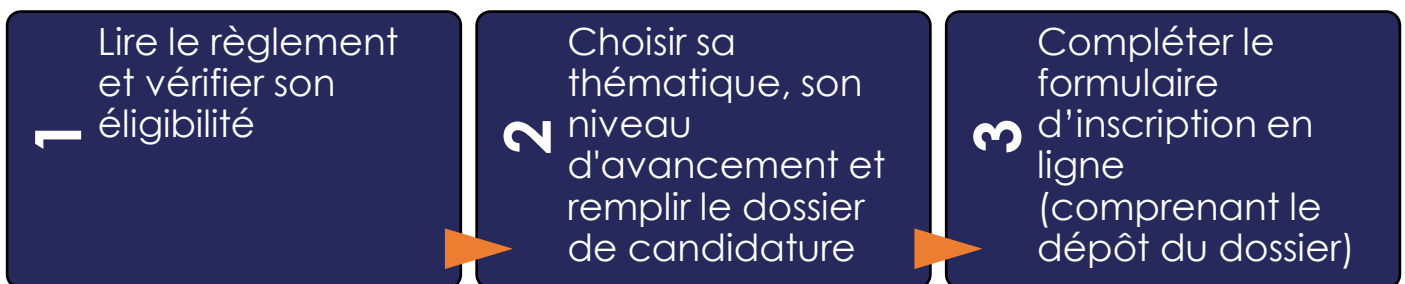 1
Lire le règlement
et vérifier son
éligibilité
2
Choisir sa
thématique, son
niveau
d'avancement et
remplir le dossier
de candidature
3
Compléter le
formulaire
d’inscription en
ligne
(comprenant le
dépôt du dossier)